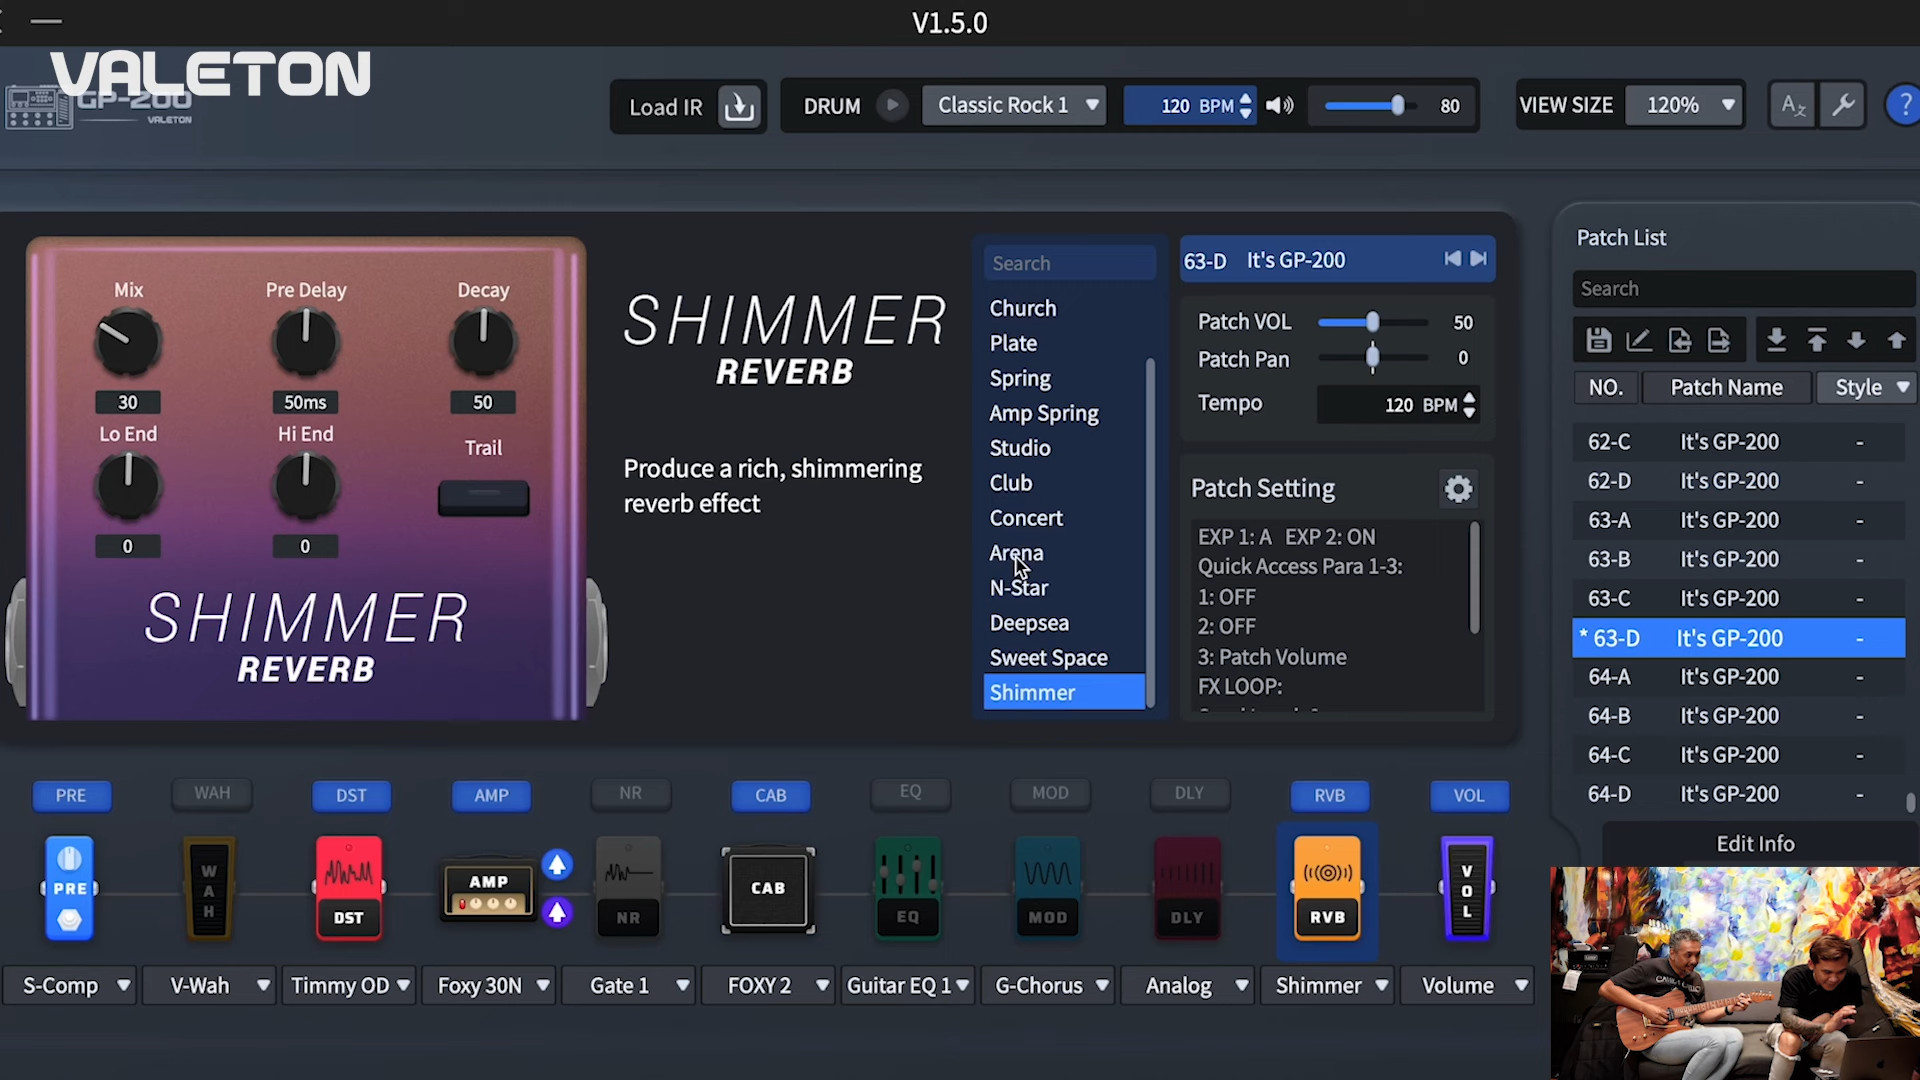 V1.5.0
VALETON
GP-200
VALETON
Load IR
DRUM
Classic Rock 1
120 BPM
80
VIEW SIZE
120%
Az
?
Mix
Pre Delay
Decay
30
50ms
50
Lo End
Hi End
Trail
0
0
SHIMMER
REVERB
SHIMMER
REVERB
Produce a rich, shimmering
reverb effect
Search
Church
Plate
Spring
Amp Spring
Studio
Club
Concert
Arena
N-Star
Deepsea
Sweet Space
Shimmer
63-D It's GP-200
Patch VOL 50
Patch Pan 0
Tempo 120 BPM
Patch Setting
EXP 1: A EXP 2: ON
Quick Access Para 1-3:
1: OFF
2: OFF
3: Patch Volume
FX LOOP:
Patch List
Search
NO. Patch Name Style
62-C It's GP-200 -
62-D It's GP-200 -
63-A It's GP-200 -
63-B It's GP-200 -
63-C It's GP-200 -
* 63-D It's GP-200 -
64-A It's GP-200 -
64-B It's GP-200 -
64-C It's GP-200 -
64-D It's GP-200 -
Edit Info
PRE WAH DST AMP NR CAB EQ MOD DLY RVB VOL
PRE WAH DST AMP NR CAB EQ MOD DLY RVB VOL
S-Comp V-Wah Timmy OD Foxy 30N Gate 1 FOXY 2 Guitar EQ 1 G-Chorus Analog Shimmer Volume